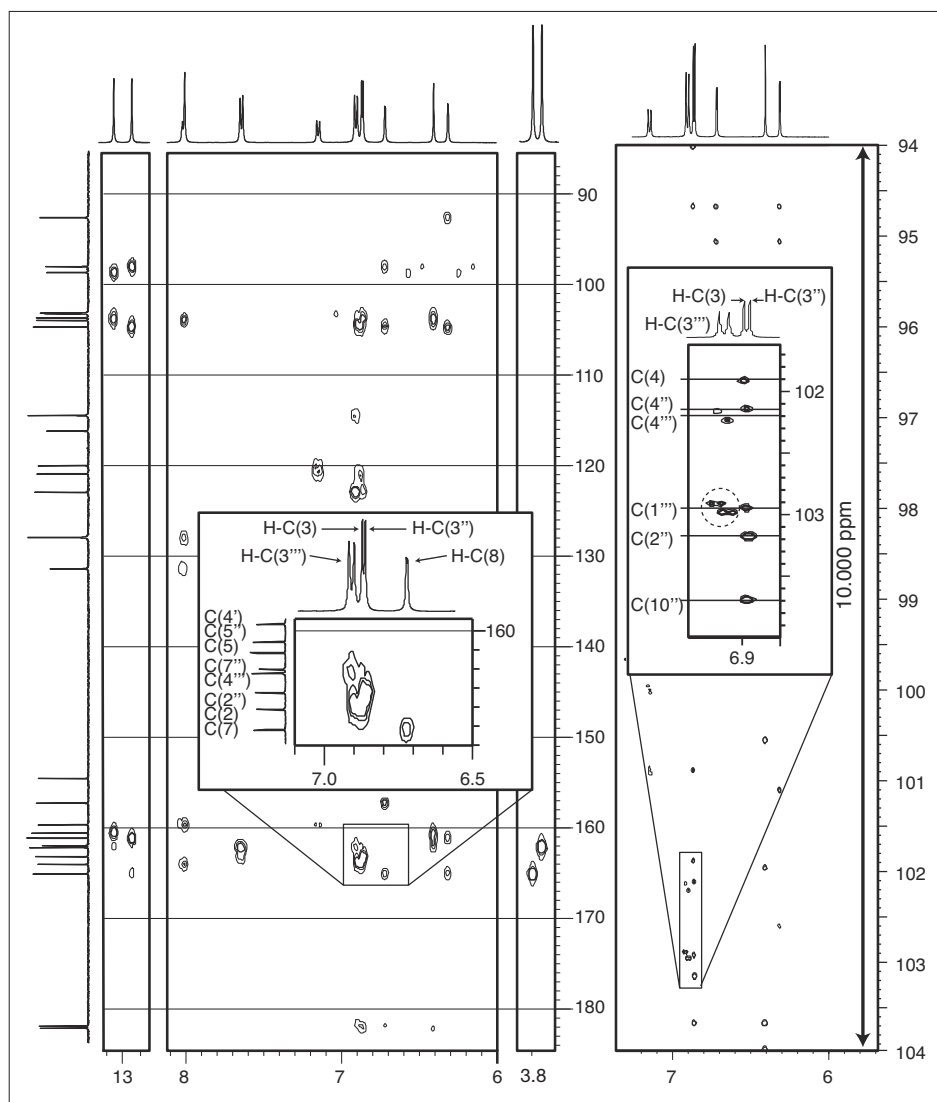 90
100
110
120
130
140
150
160
170
180
13
8
7
6
3.8
H-C(3)
H-C(3'')
H-C(3''')
H-C(8)
C(4')
C(5'')
C(5)
C(7'')
C(4''')
C(2'')
C(2)
C(7)
160
7.0
6.5
94
95
96
97
98
99
100
101
102
103
104
10.000 ppm
7
6
H-C(3)
H-C(3'')
H-C(3''')
C(4)
C(4'')
C(4''')
C(1''')
C(2'')
C(10'')
102
103
6.9